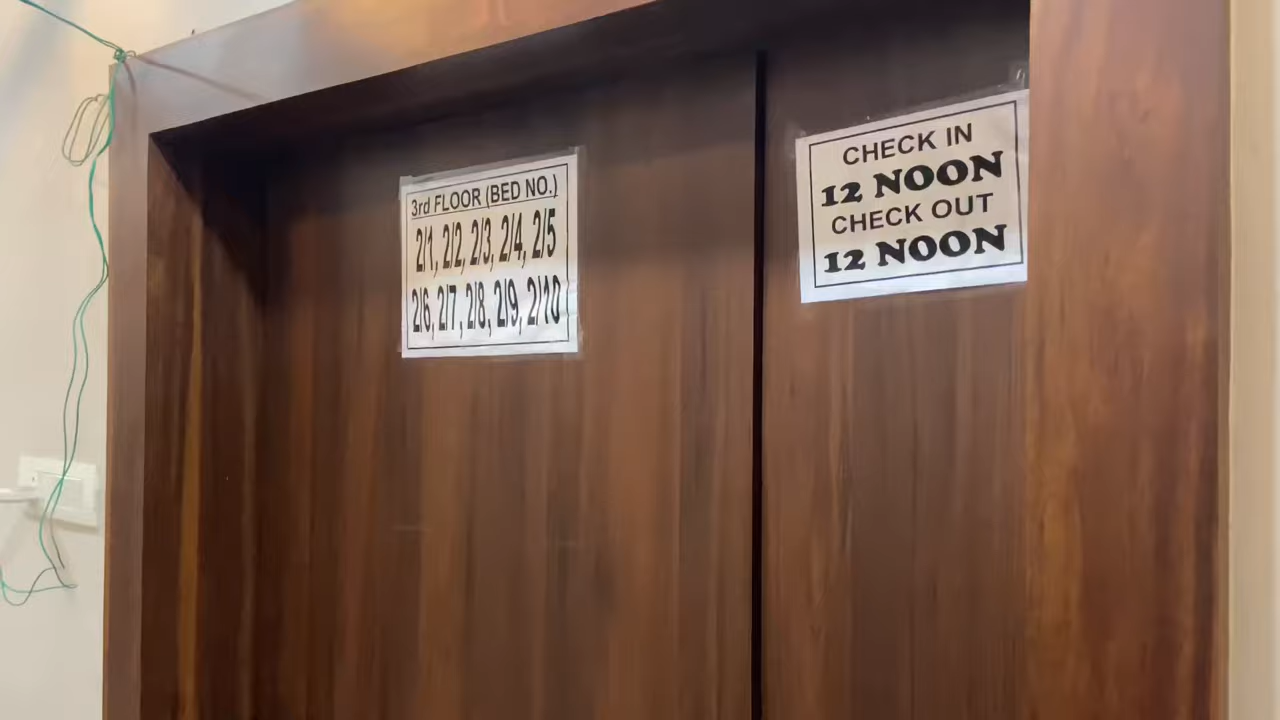 3rd FLOOR (BED NO.)
2/1, 2/2, 2/3, 2/4, 2/5
2/6, 2/7, 2/8, 2/9, 2/10
CHECK IN
12 NOON
CHECK OUT
12 NOON